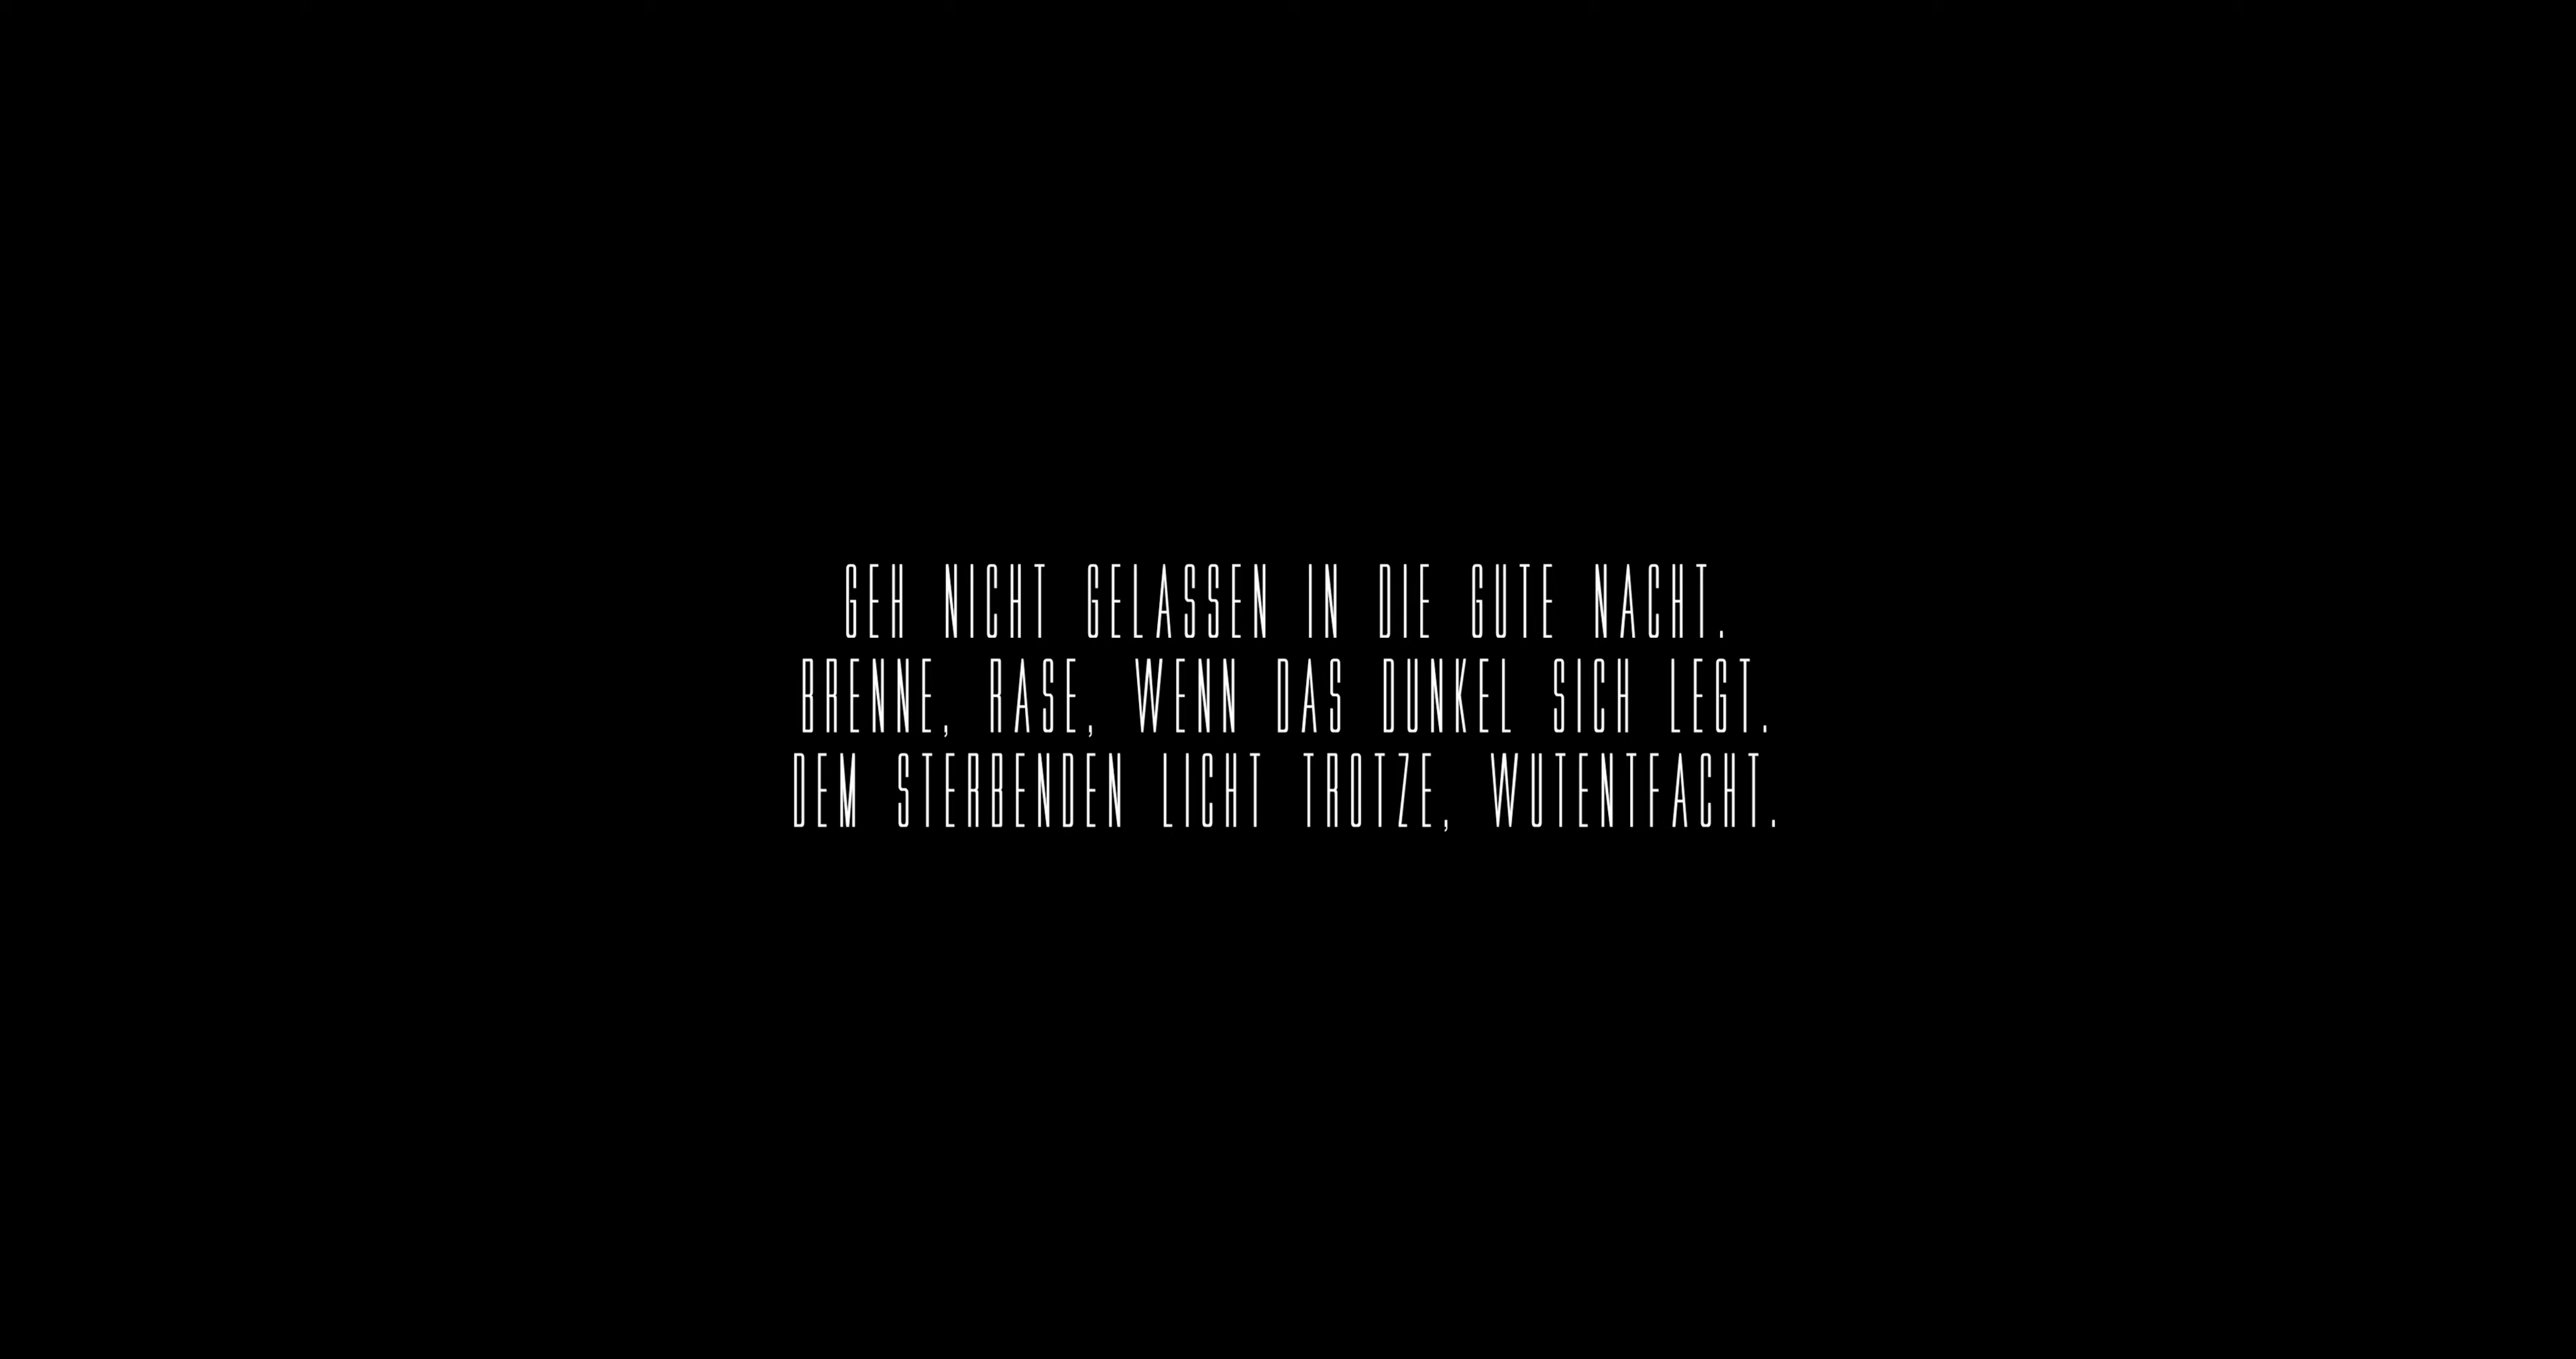 GEH NICHT GELASSEN IN DIE GUTE NACHT.
BRENNE, RASE, WENN DAS DUNKEL SICH LEGT.
DEM STERBENDEN LICHT TROTZE, WUTENTFACHT.